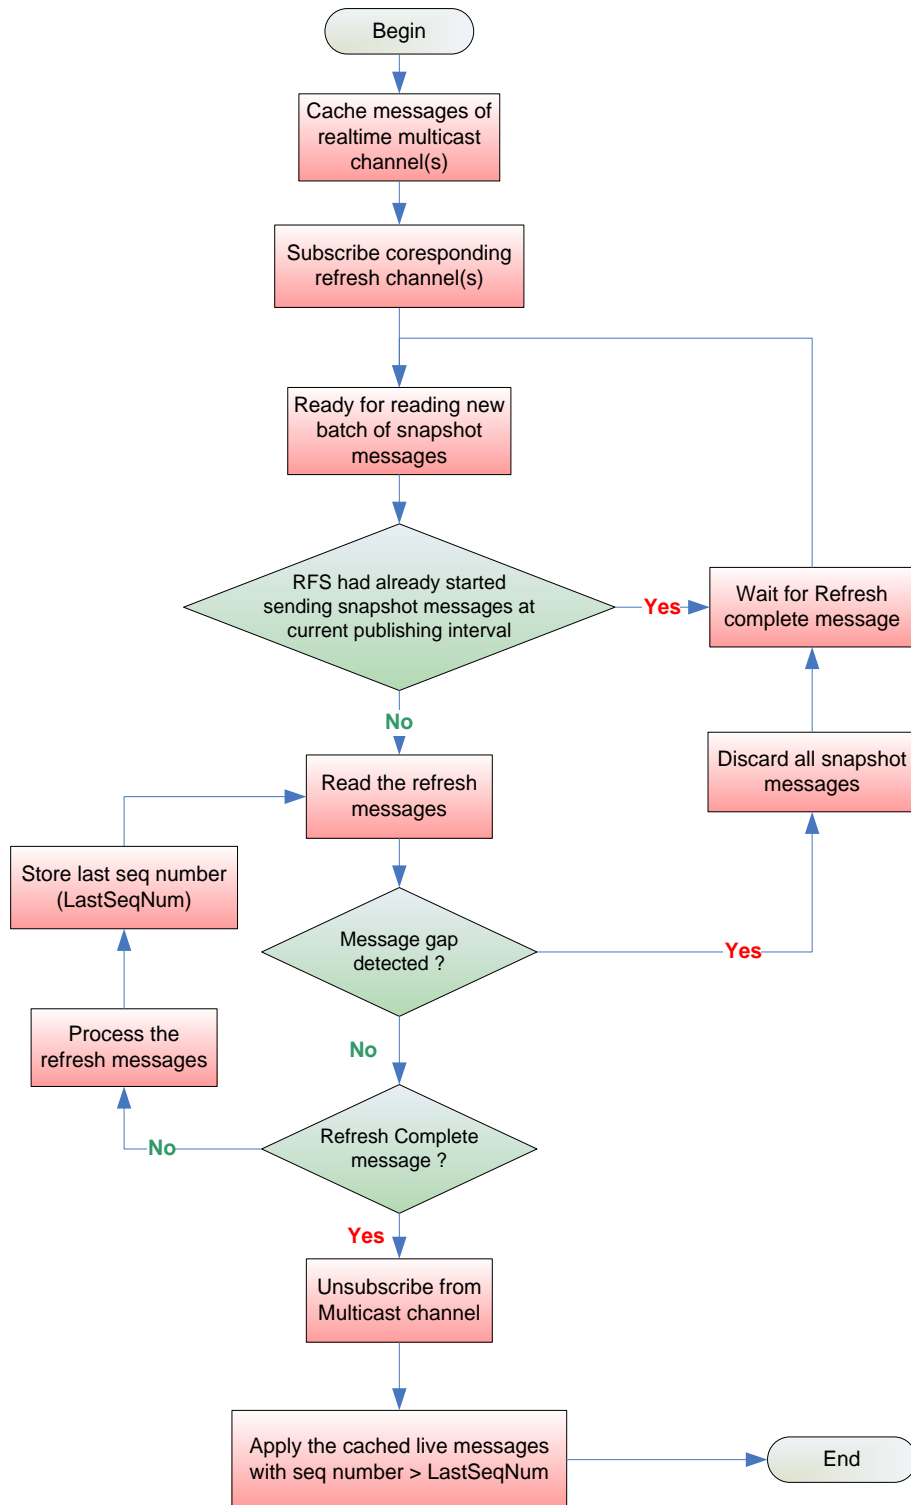 Begin
Cache messages of
realtime multicast
channel(s)
Subscribe coresponding
refresh channel(s)
Ready for reading new
batch of snapshot
messages
RFS had already started
sending snapshot messages at
current publishing interval
Yes
Wait for Refresh
complete message
No
Discard all snapshot
messages
Read the refresh
messages
Store last seq number
(LastSeqNum)
Message gap
detected ?
Yes
No
Process the
refresh messages
Refresh Complete
message ?
No
Yes
Unsubscribe from
Multicast channel
Apply the cached live messages
with seq number > LastSeqNum
End